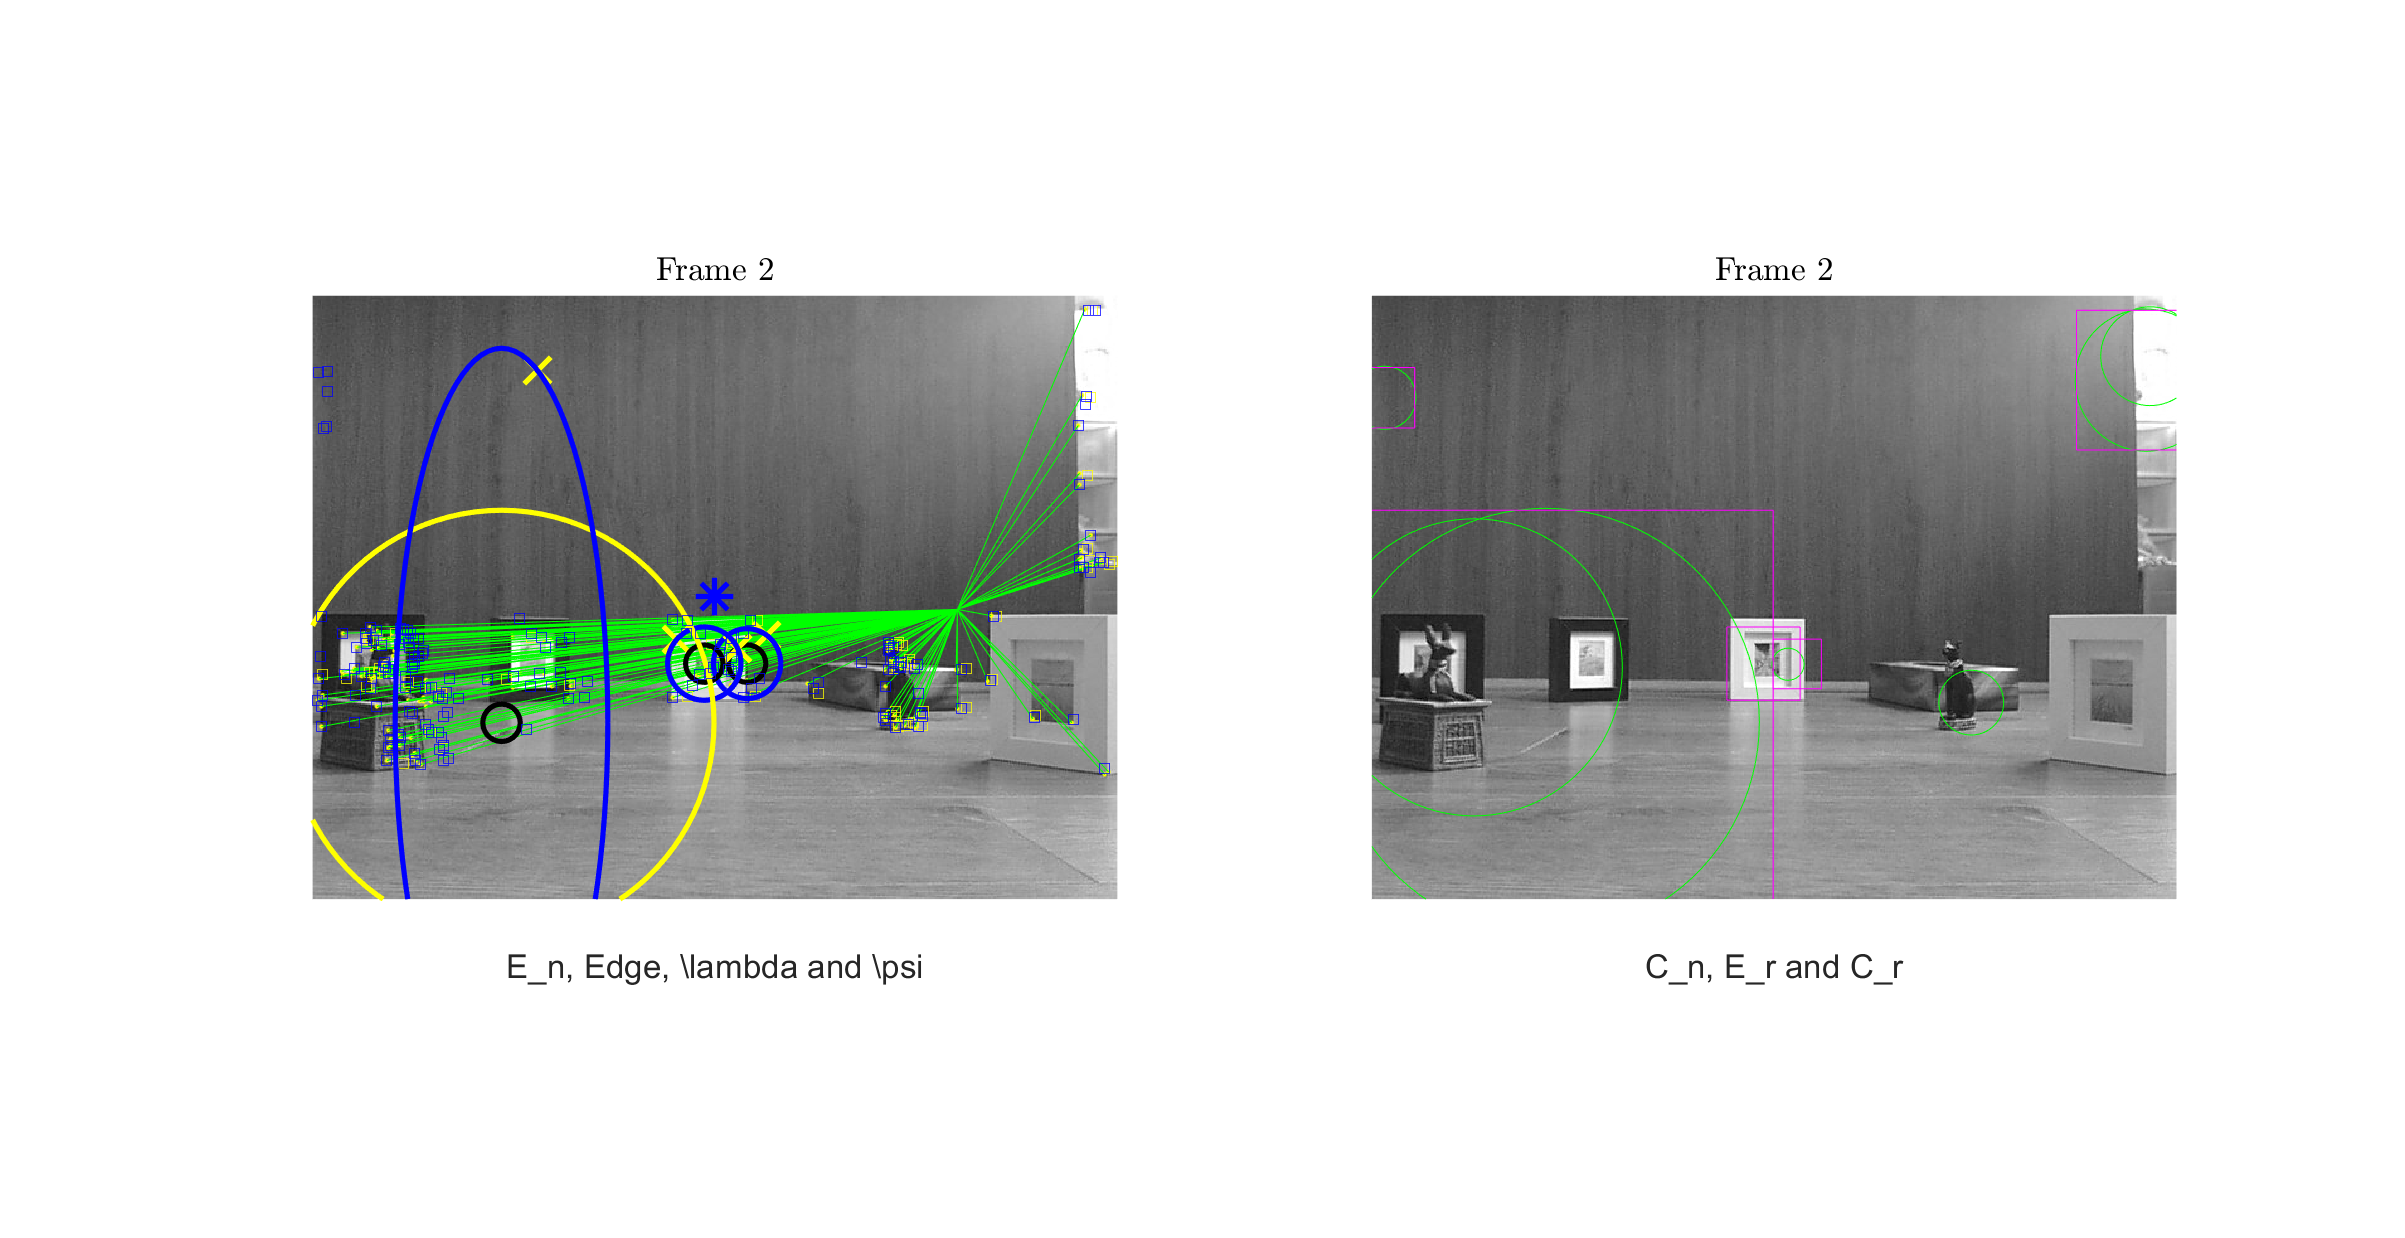 Frame 2
Frame 2
E_n, Edge, \lambda and \psi
C_n, E_r and C_r